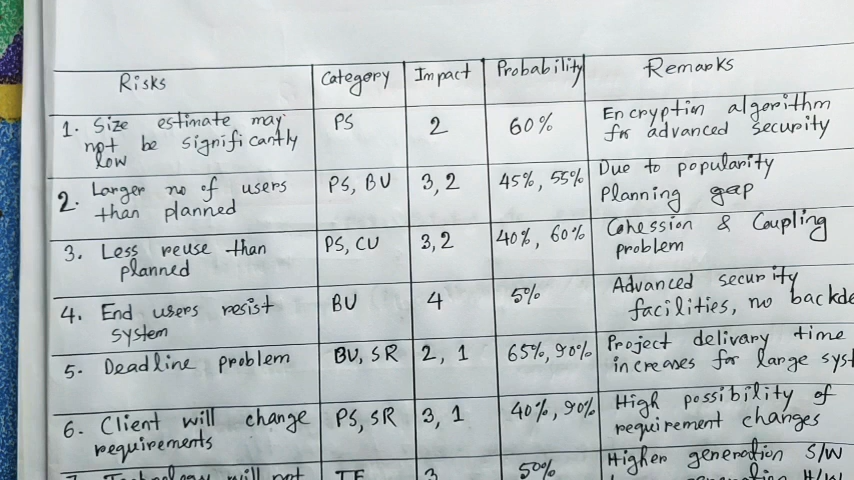 Risks Category Impact Probability Remarks
1. Size estimate may PS 2 60% Encryption algorithm
not be significantly for advanced security
low
2. Larger no of users PS, BU 3, 2 45%, 55% Due to popularity
than planned Planning gap
3. Less reuse than PS, CU 3, 2 40%, 60% Cohession & Coupling
planned problem
4. End users resist BU 4 5% Advanced security
system facilities, no
5. Deadline problem BU, SR 2, 1 65%, 90% Project delivary time
increases for large
6. Client will change PS, SR 3, 1 40%, 90% High possibility of
requirements requirement changes
will not TE 3 50% Higher generation S/W